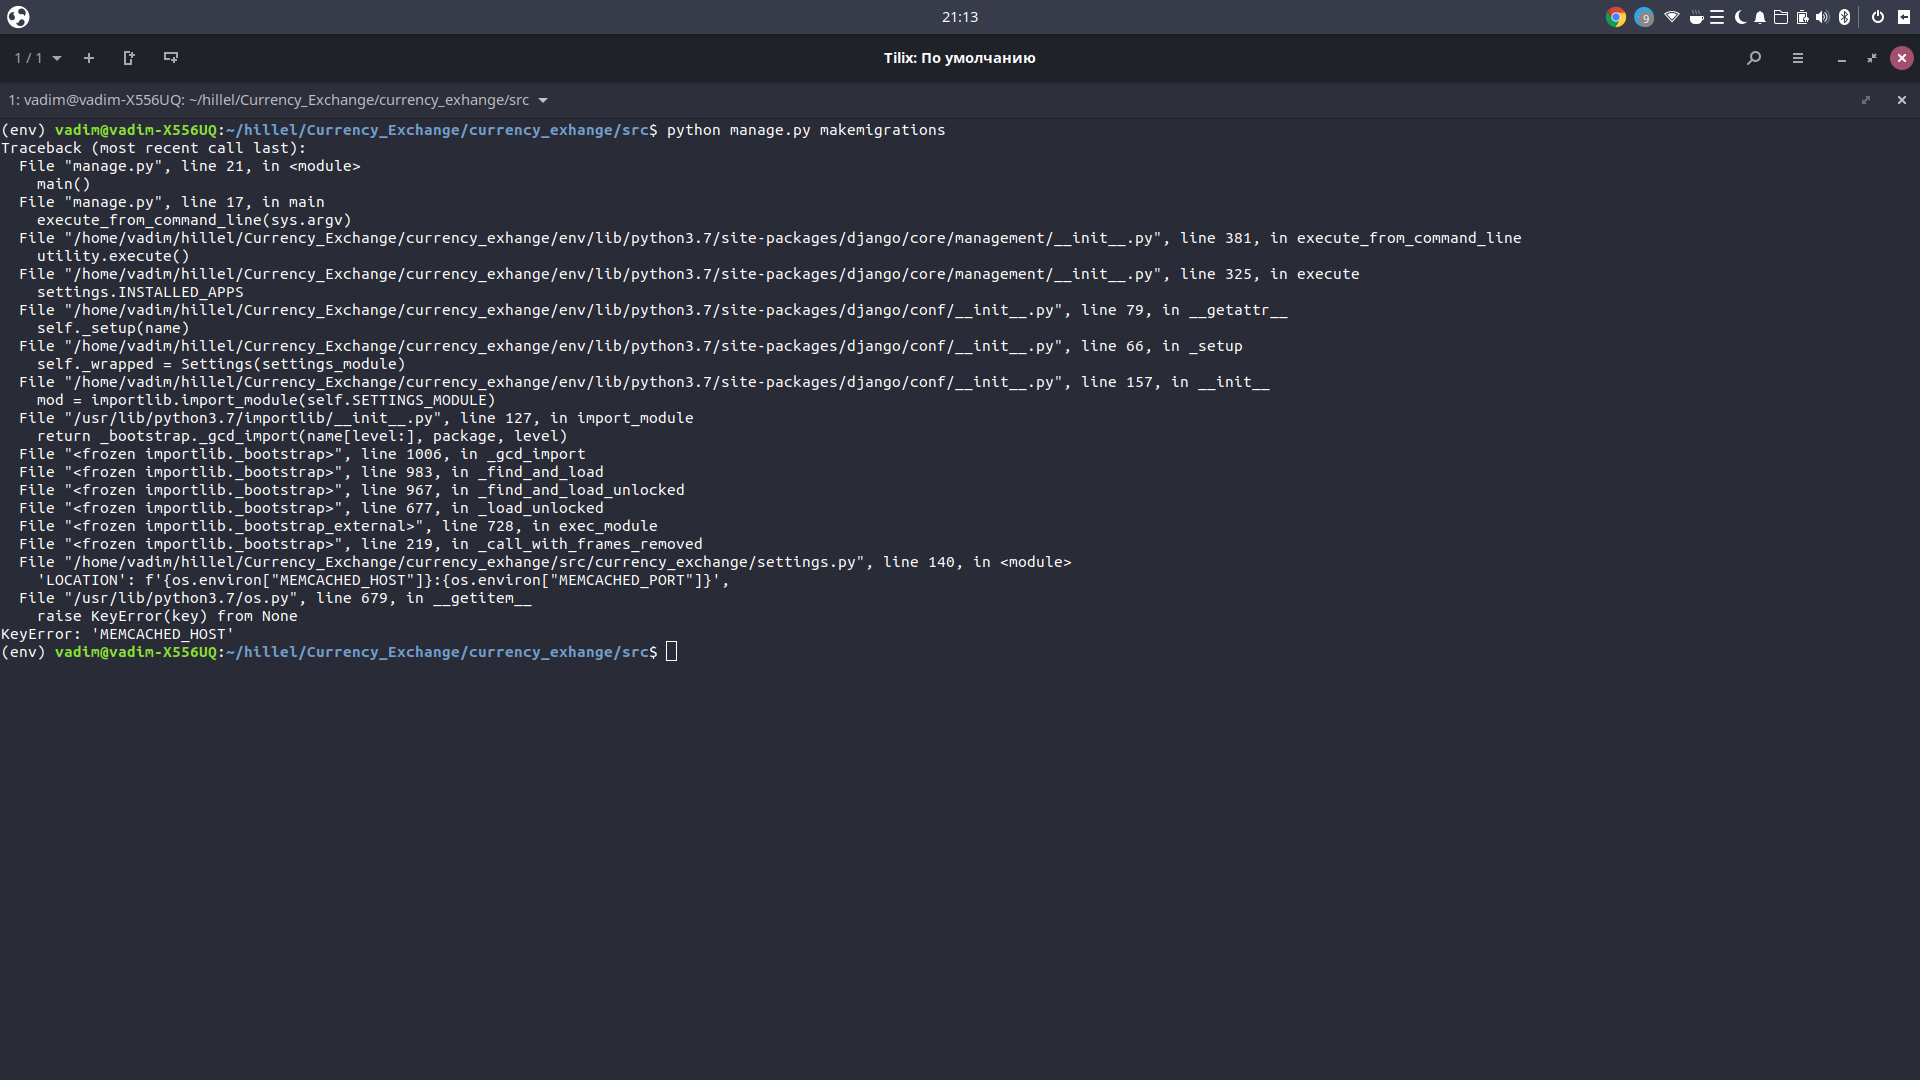 21:13
9
1 / 1
Tilix: По умолчанию
1: vadim@vadim-X556UQ: ~/hillel/Currency_Exchange/currency_exhange/src
(env) vadim@vadim-X556UQ:~/hillel/Currency_Exchange/currency_exhange/src$ python manage.py makemigrations
Traceback (most recent call last):
  File "manage.py", line 21, in <module>
    main()
  File "manage.py", line 17, in main
    execute_from_command_line(sys.argv)
  File "/home/vadim/hillel/Currency_Exchange/currency_exhange/env/lib/python3.7/site-packages/django/core/management/__init__.py", line 381, in execute_from_command_line
    utility.execute()
  File "/home/vadim/hillel/Currency_Exchange/currency_exhange/env/lib/python3.7/site-packages/django/core/management/__init__.py", line 325, in execute
    settings.INSTALLED_APPS
  File "/home/vadim/hillel/Currency_Exchange/currency_exhange/env/lib/python3.7/site-packages/django/conf/__init__.py", line 79, in __getattr__
    self._setup(name)
  File "/home/vadim/hillel/Currency_Exchange/currency_exhange/env/lib/python3.7/site-packages/django/conf/__init__.py", line 66, in _setup
    self._wrapped = Settings(settings_module)
  File "/home/vadim/hillel/Currency_Exchange/currency_exhange/env/lib/python3.7/site-packages/django/conf/__init__.py", line 157, in __init__
    mod = importlib.import_module(self.SETTINGS_MODULE)
  File "/usr/lib/python3.7/importlib/__init__.py", line 127, in import_module
    return _bootstrap._gcd_import(name[level:], package, level)
  File "<frozen importlib._bootstrap>", line 1006, in _gcd_import
  File "<frozen importlib._bootstrap>", line 983, in _find_and_load
  File "<frozen importlib._bootstrap>", line 967, in _find_and_load_unlocked
  File "<frozen importlib._bootstrap>", line 677, in _load_unlocked
  File "<frozen importlib._bootstrap_external>", line 728, in exec_module
  File "<frozen importlib._bootstrap>", line 219, in _call_with_frames_removed
  File "/home/vadim/hillel/Currency_Exchange/currency_exhange/src/currency_exchange/settings.py", line 140, in <module>
    'LOCATION': f'{os.environ["MEMCACHED_HOST"]}:{os.environ["MEMCACHED_PORT"]}',
  File "/usr/lib/python3.7/os.py", line 679, in __getitem__
    raise KeyError(key) from None
KeyError: 'MEMCACHED_HOST'
(env) vadim@vadim-X556UQ:~/hillel/Currency_Exchange/currency_exhange/src$